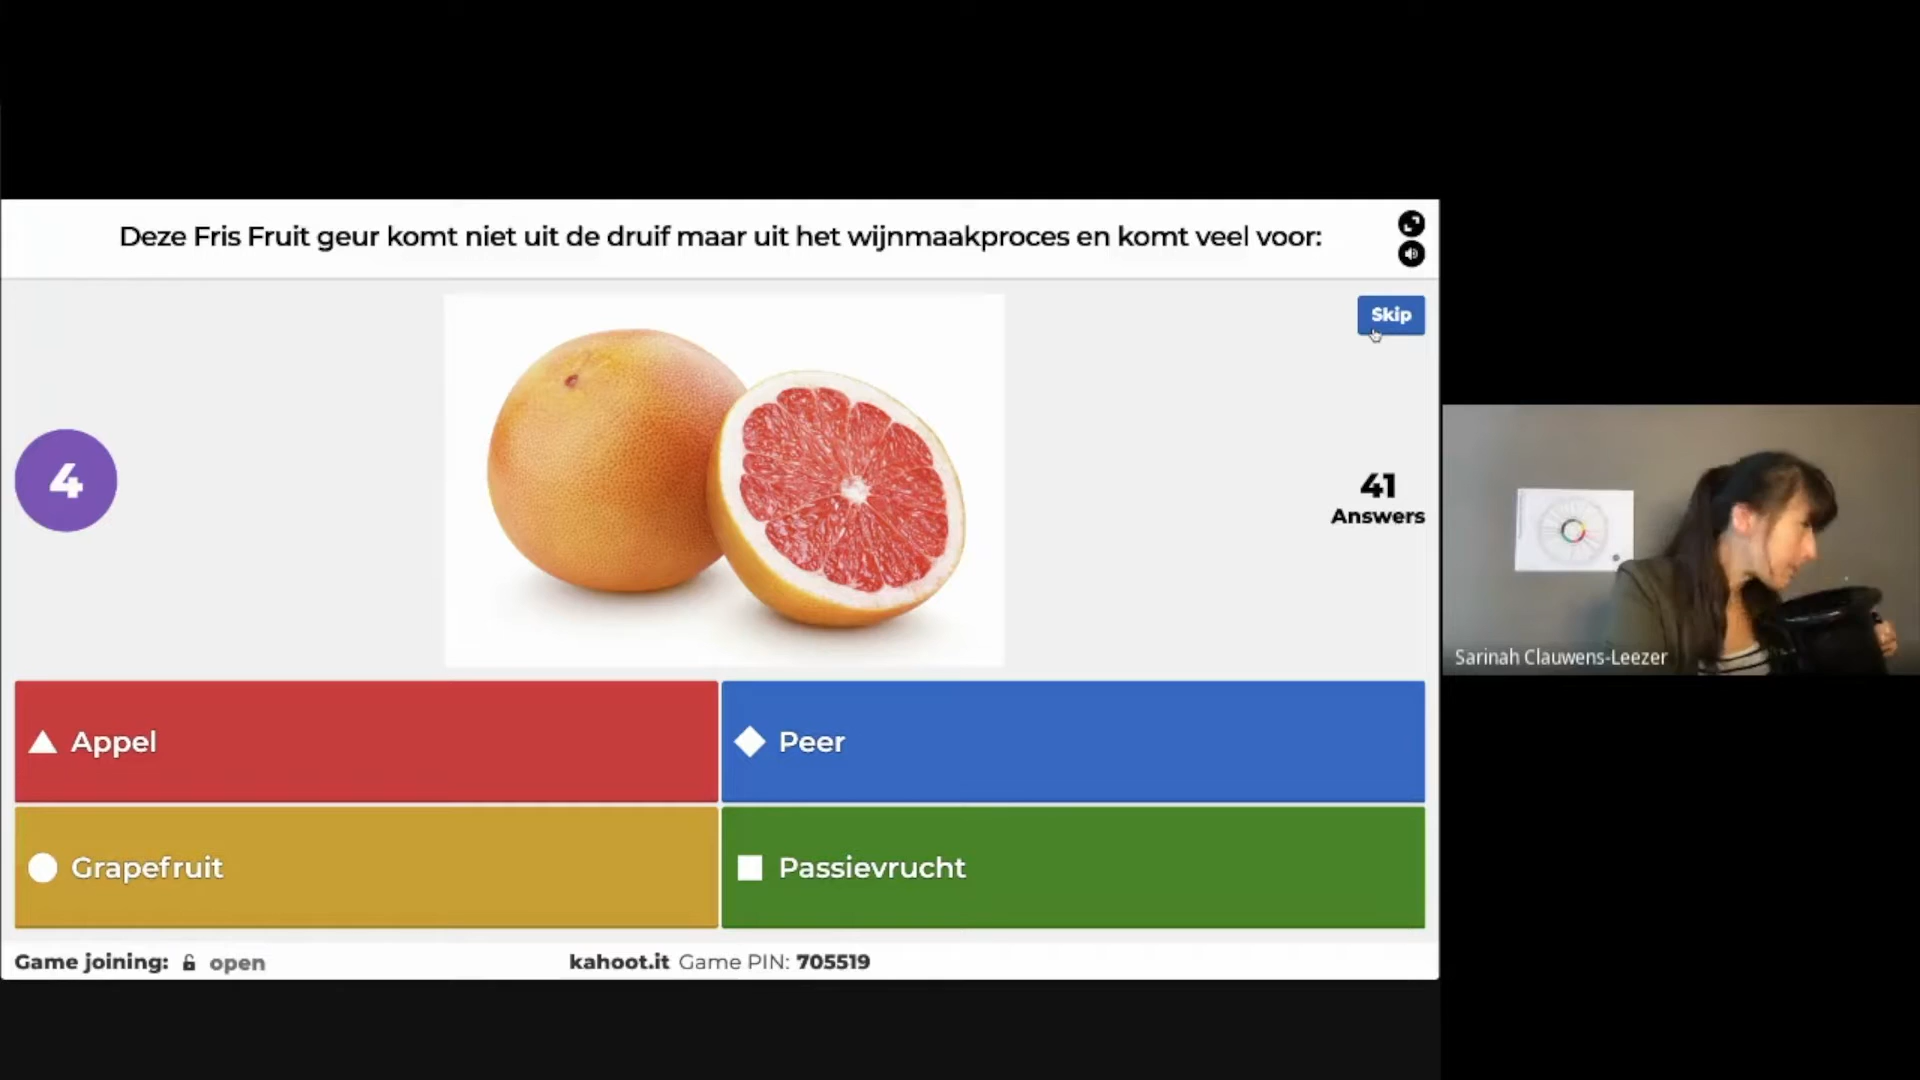 Deze Fris Fruit geur komt niet uit de druif maar uit het wijnmaakproces en komt veel voor:
Skip
4
41
Answers
Sarinah Clauwens-Leezer
Appel
Peer
Grapefruit
Passievrucht
Game joining: open
kahoot.it Game PIN: 705519